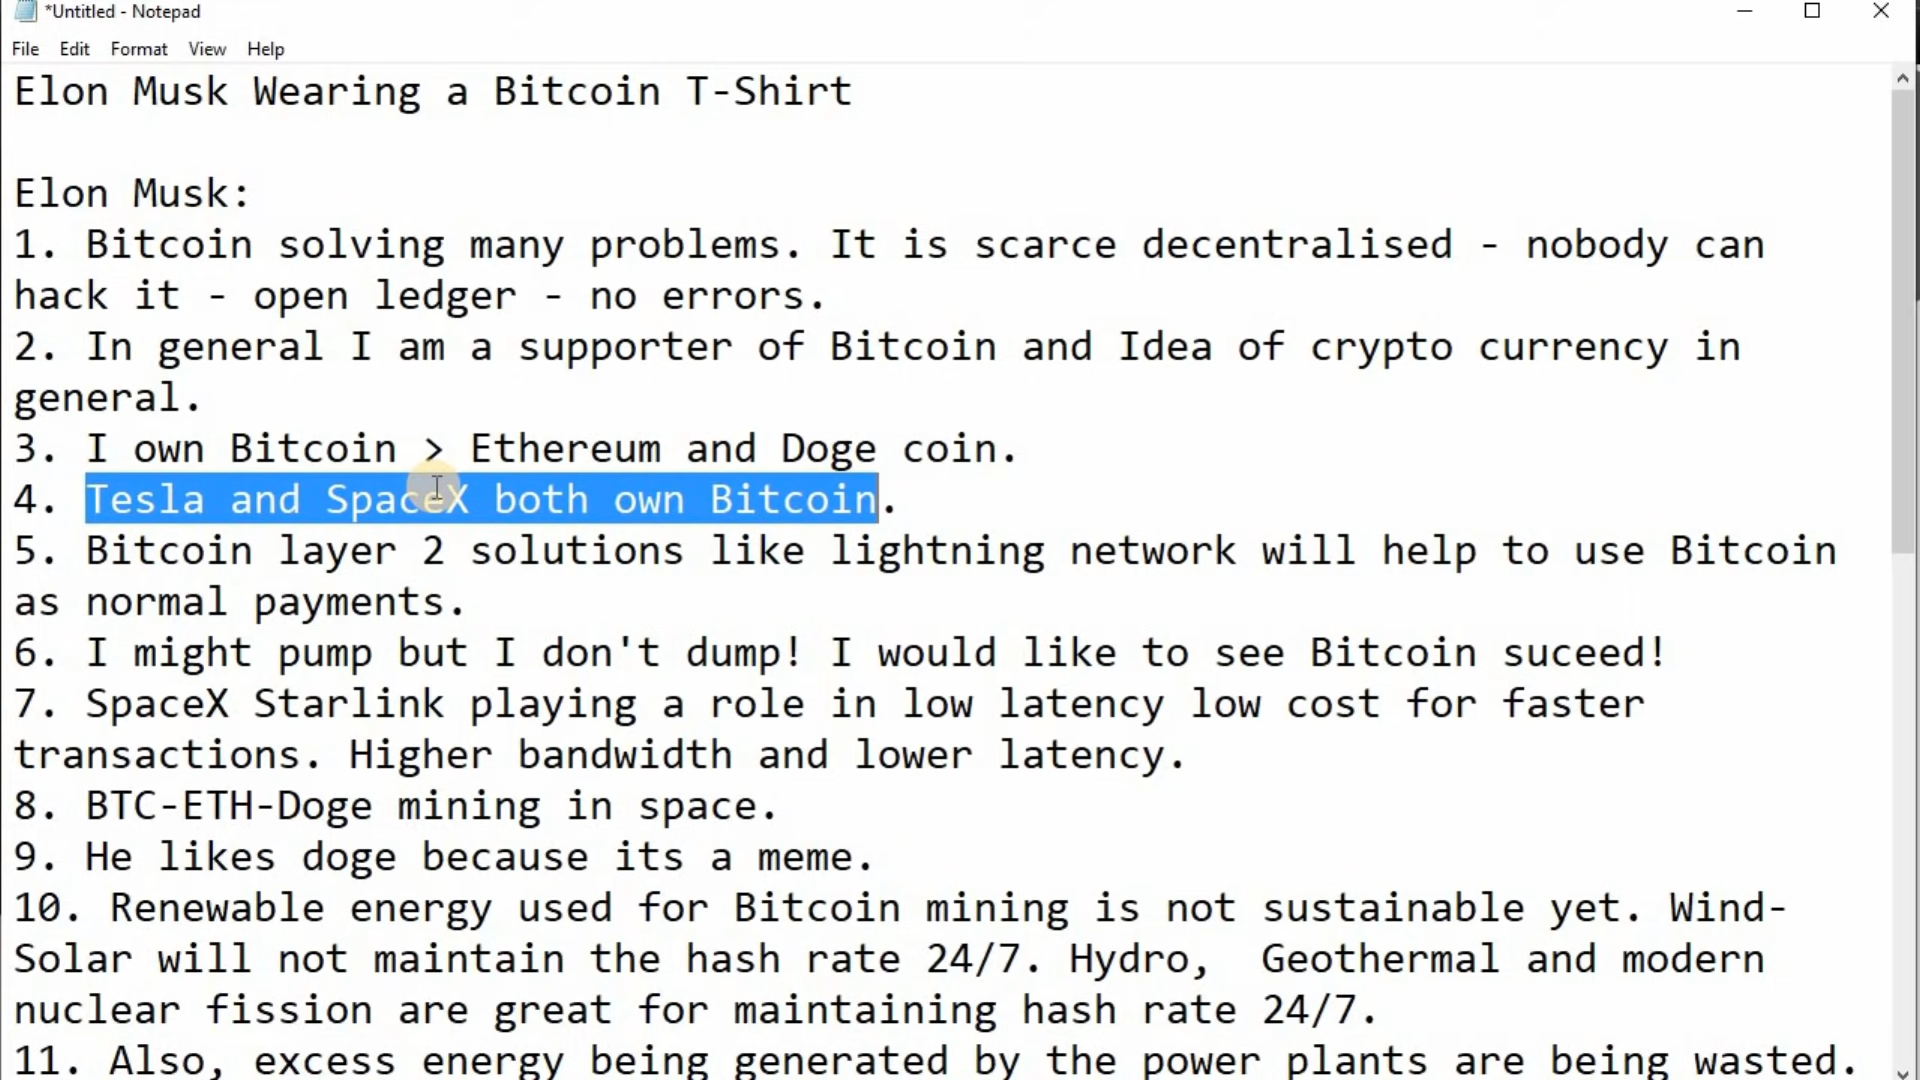 *Untitled - Notepad
File Edit Format View Help
Elon Musk Wearing a Bitcoin T-Shirt
Elon Musk:
1. Bitcoin solving many problems. It is scarce decentralised - nobody can
hack it - open ledger - no errors.
2. In general I am a supporter of Bitcoin and Idea of crypto currency in
general.
3. I own Bitcoin > Ethereum and Doge coin.
4. Tesla and SpaceX both own Bitcoin.
5. Bitcoin layer 2 solutions like lightning network will help to use Bitcoin
as normal payments.
6. I might pump but I don't dump! I would like to see Bitcoin suceed!
7. SpaceX Starlink playing a role in low latency low cost for faster
transactions. Higher bandwidth and lower latency.
8. BTC-ETH-Doge mining in space.
9. He likes doge because its a meme.
10. Renewable energy used for Bitcoin mining is not sustainable yet. Wind-
Solar will not maintain the hash rate 24/7. Hydro,  Geothermal and modern
nuclear fission are great for maintaining hash rate 24/7.
11. Also, excess energy being generated by the power plants are being wasted.